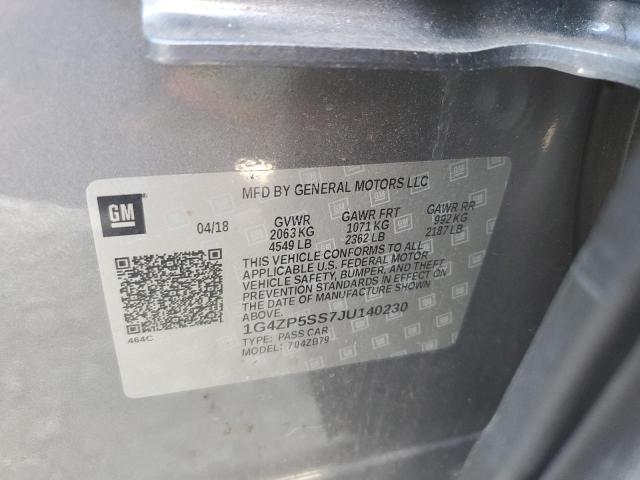 MFD BY GENERAL MOTORS LLC
GM
04/18 GVWR GAWR FRT GAWR RR
2063 KG 1071 KG 992 KG
4549 LB 2362 LB 2187 LB
THIS VEHICLE CONFORMS TO ALL
APPLICABLE U.S. FEDERAL MOTOR
VEHICLE SAFETY, BUMPER, AND THEFT
PREVENTION STANDARDS IN EFFECT
ON THE DATE OF MANUFACTURE SHOWN
ABOVE.
1G4ZP5SS7JU140230
TYPE: PASS CAR
MODEL: 704ZB79
464C